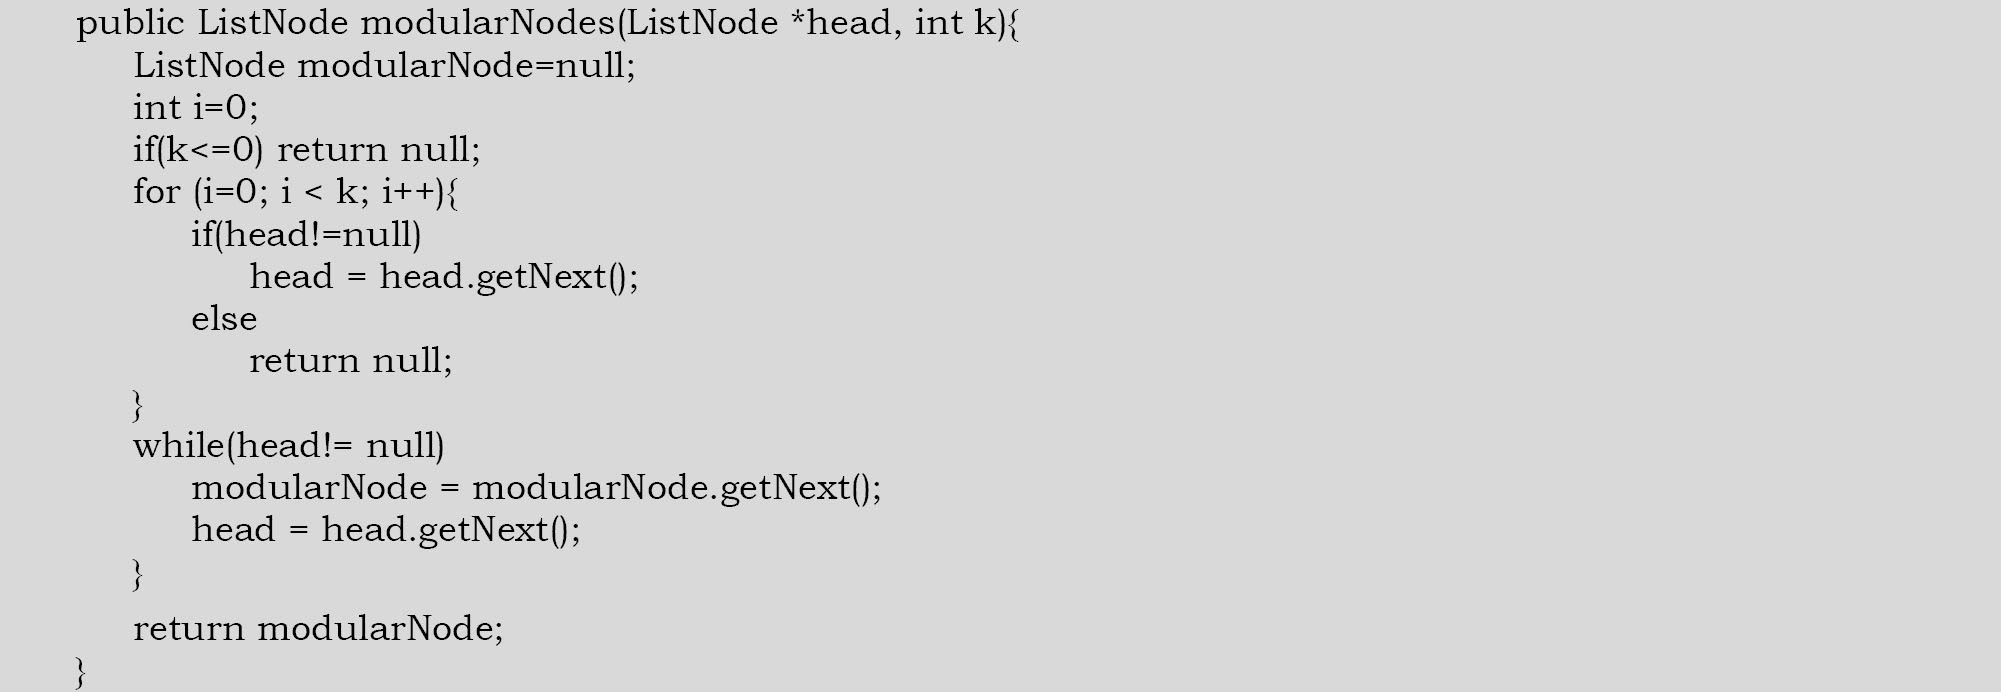 public ListNode modularNodes(ListNode *head, int k){
ListNode modularNode=null;
int i=0;
if(k<=0) return null;
for (i=0; i < k; i++){
if(head!=null)
head = head.getNext();
else
return null;
}
while(head!= null)
modularNode = modularNode.getNext();
head = head.getNext();
}
return modularNode;
}